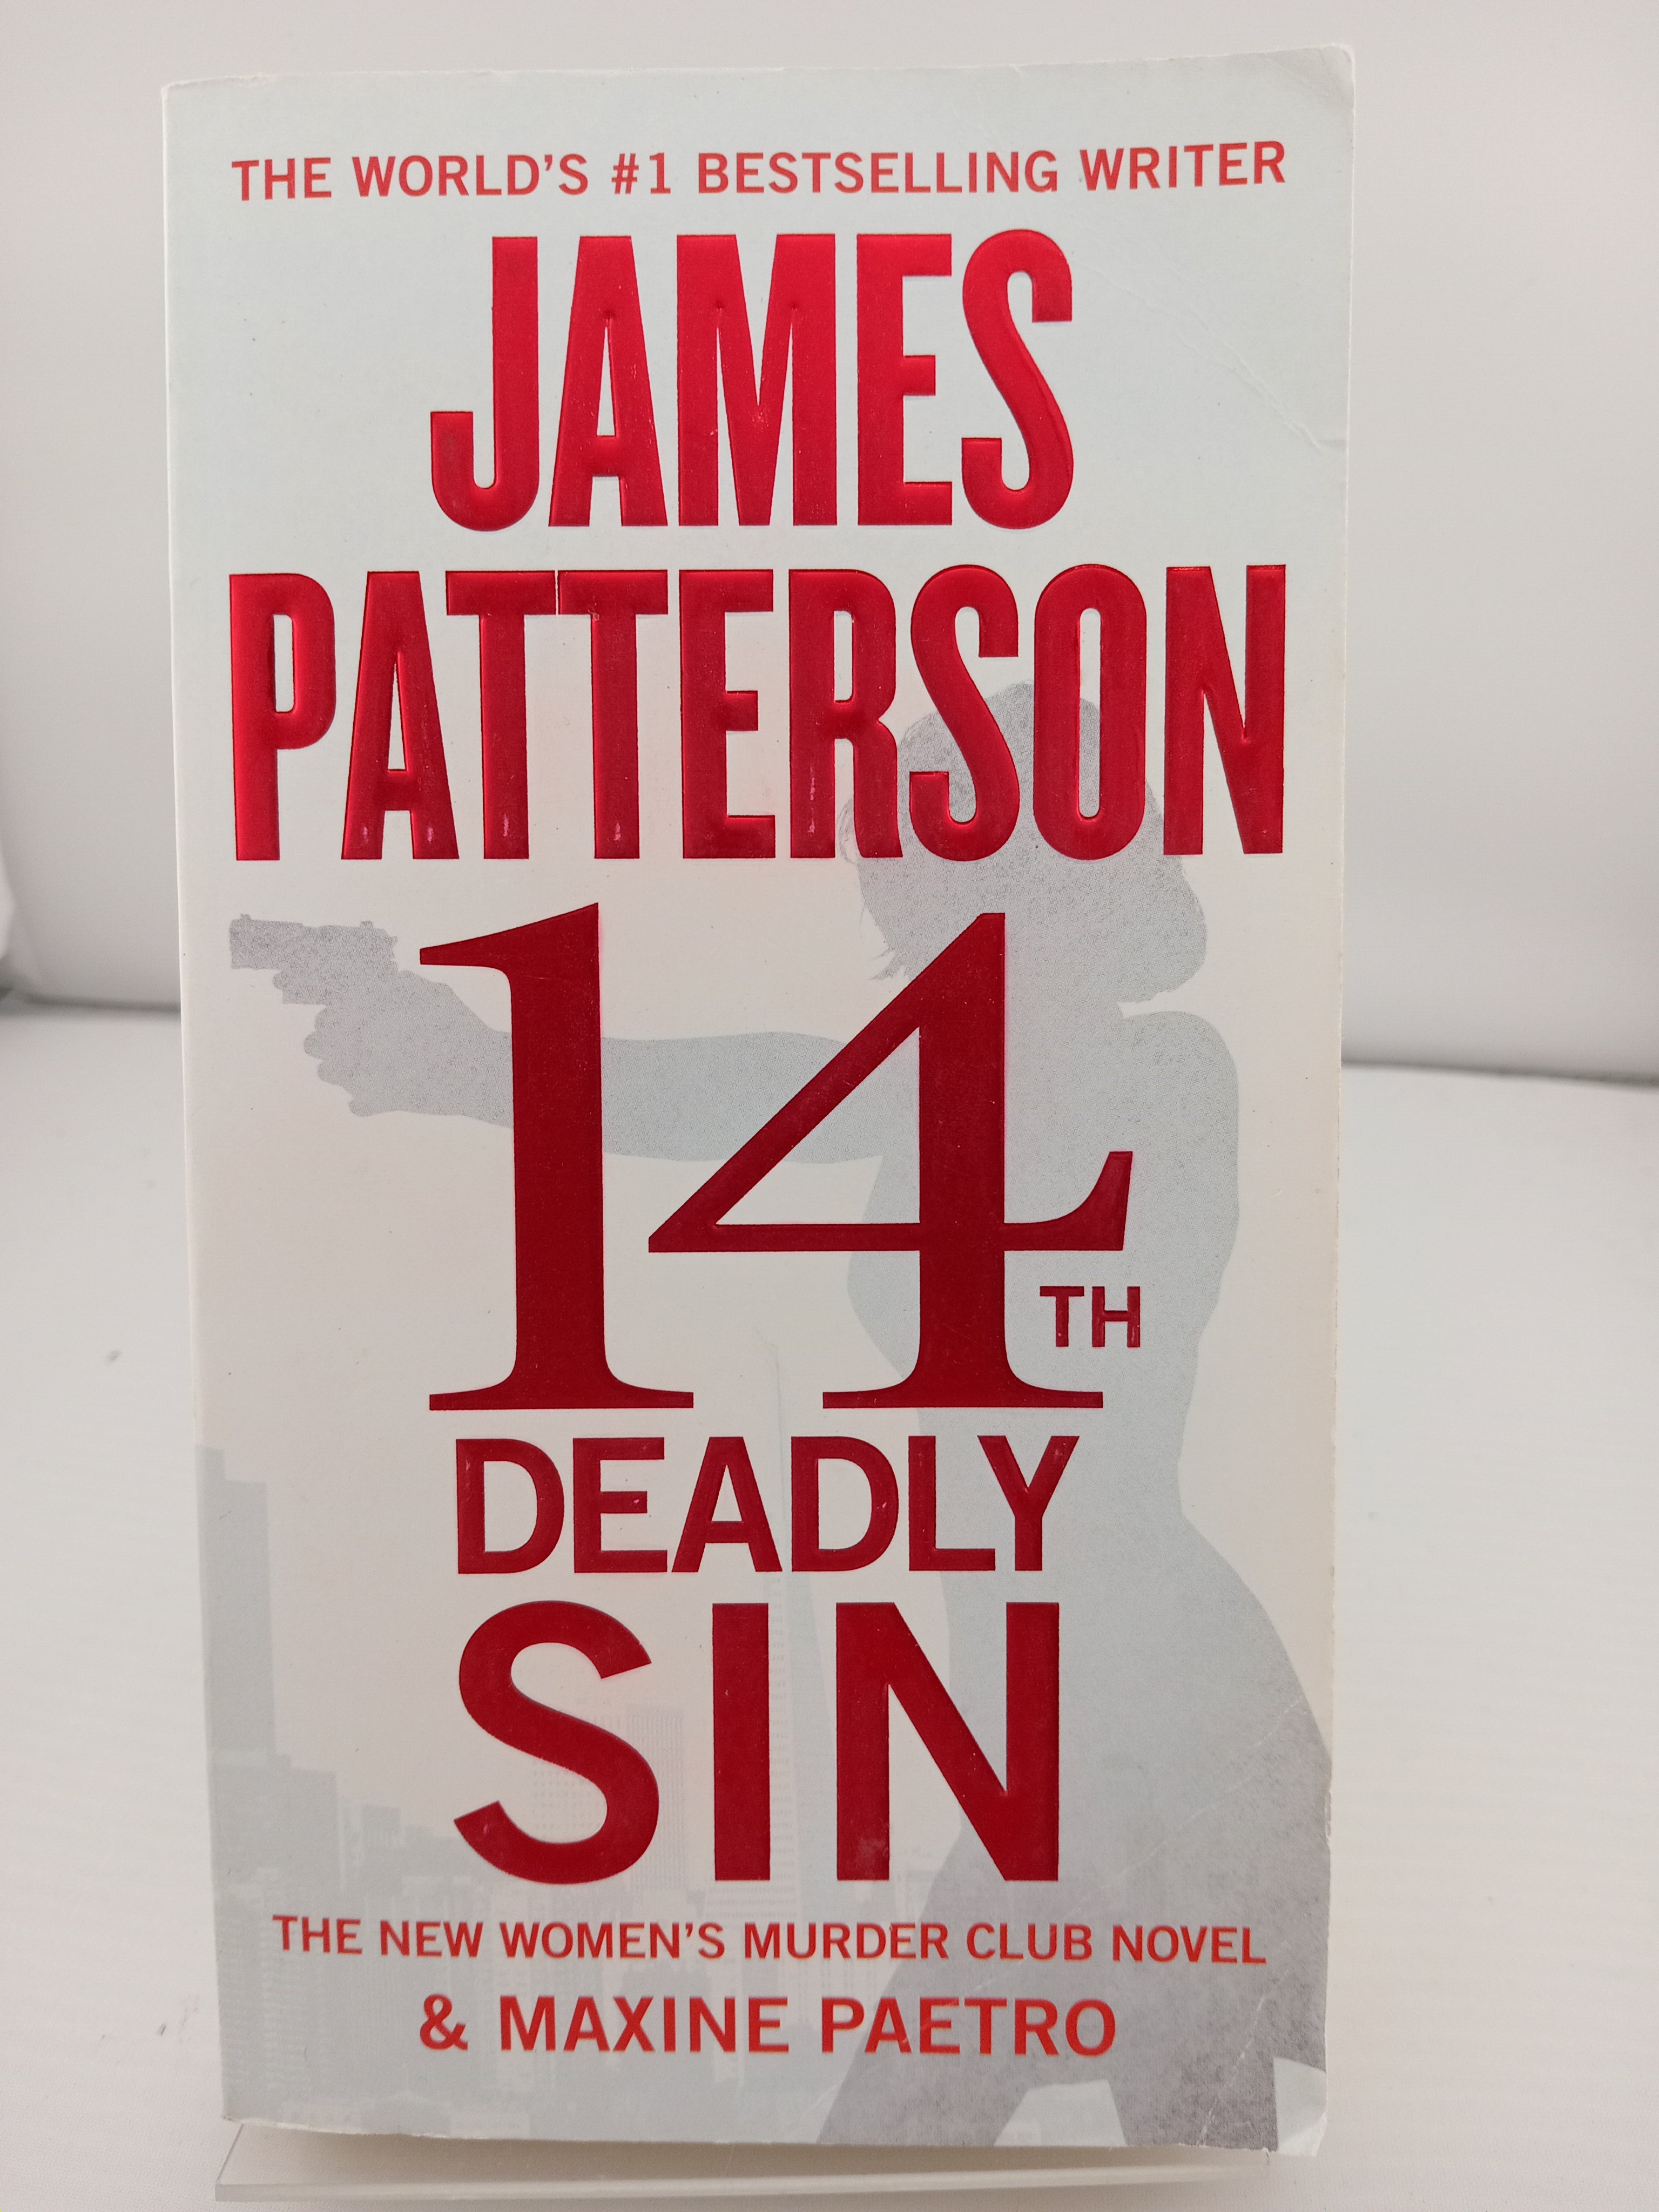 THE WORLD'S #1 BESTSELLING WRITER
JAMES
PATTERSON
14TH
DEADLY
SIN
THE NEW WOMEN'S MURDER CLUB NOVEL
& MAXINE PAETRO